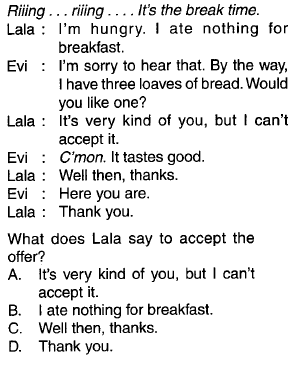 Riiing . . . riiing . . . . It's the break time.
Lala : I'm hungry. I ate nothing for
breakfast.
Evi : I'm sorry to hear that. By the way,
I have three loaves of bread. Would
you like one?
Lala : It's very kind of you, but I can't
accept it.
Evi : C'mon. It tastes good.
Lala : Well then, thanks.
Evi : Here you are.
Lala : Thank you.
What does Lala say to accept the
offer?
A. It's very kind of you, but I can't
accept it.
B. I ate nothing for breakfast.
C. Well then, thanks.
D. Thank you.